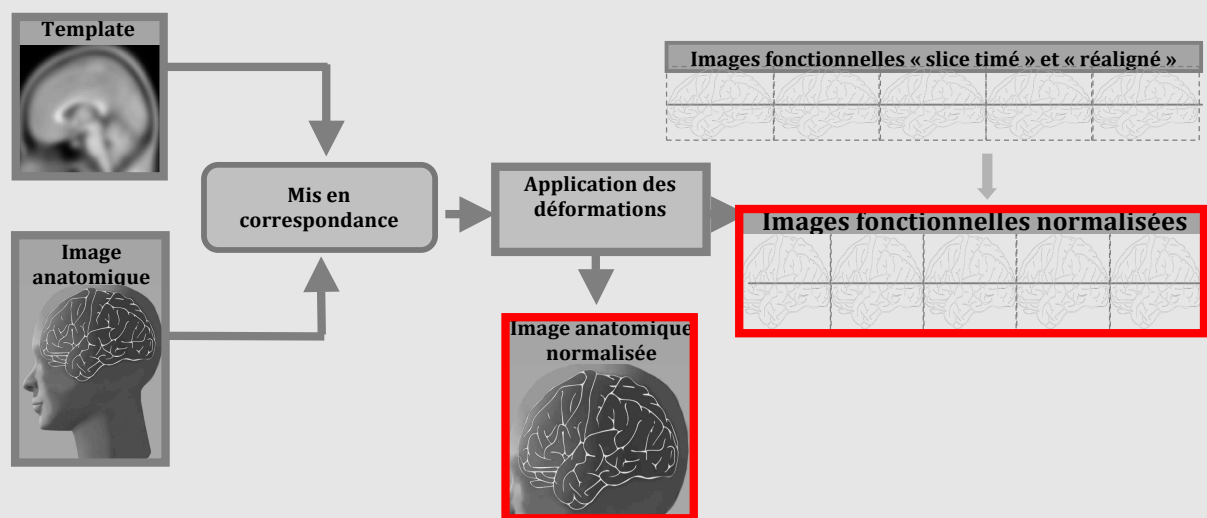 Template
Images fonctionnelles « slice timé » et « réaligné »
Mis en
correspondance
Application des
déformations
Images fonctionnelles normalisées
Image
anatomique
Image anatomique
normalisée